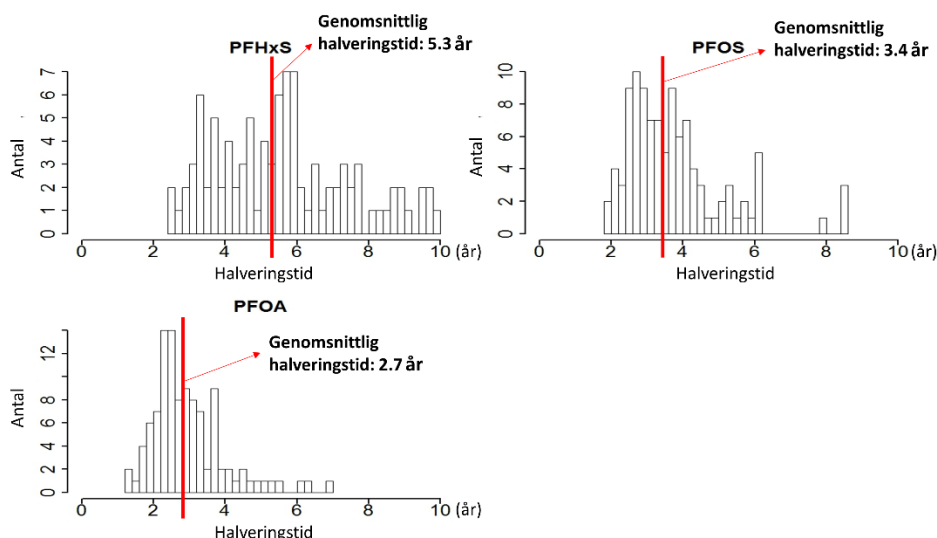 PFHxS
Genomsnittlig
halveringstid: 5.3 år
Antal
7
6
5
4
3
2
1
0
0 2 4 6 8 10 (år)
Halveringstid
PFOS
Genomsnittlig
halveringstid: 3.4 år
Antal
10
8
6
4
2
0
0 2 4 6 8 10 (år)
Halveringstid
PFOA
Genomsnittlig
halveringstid: 2.7 år
Antal
12
8
6
4
2
0
0 2 4 6 8 10 (år)
Halveringstid